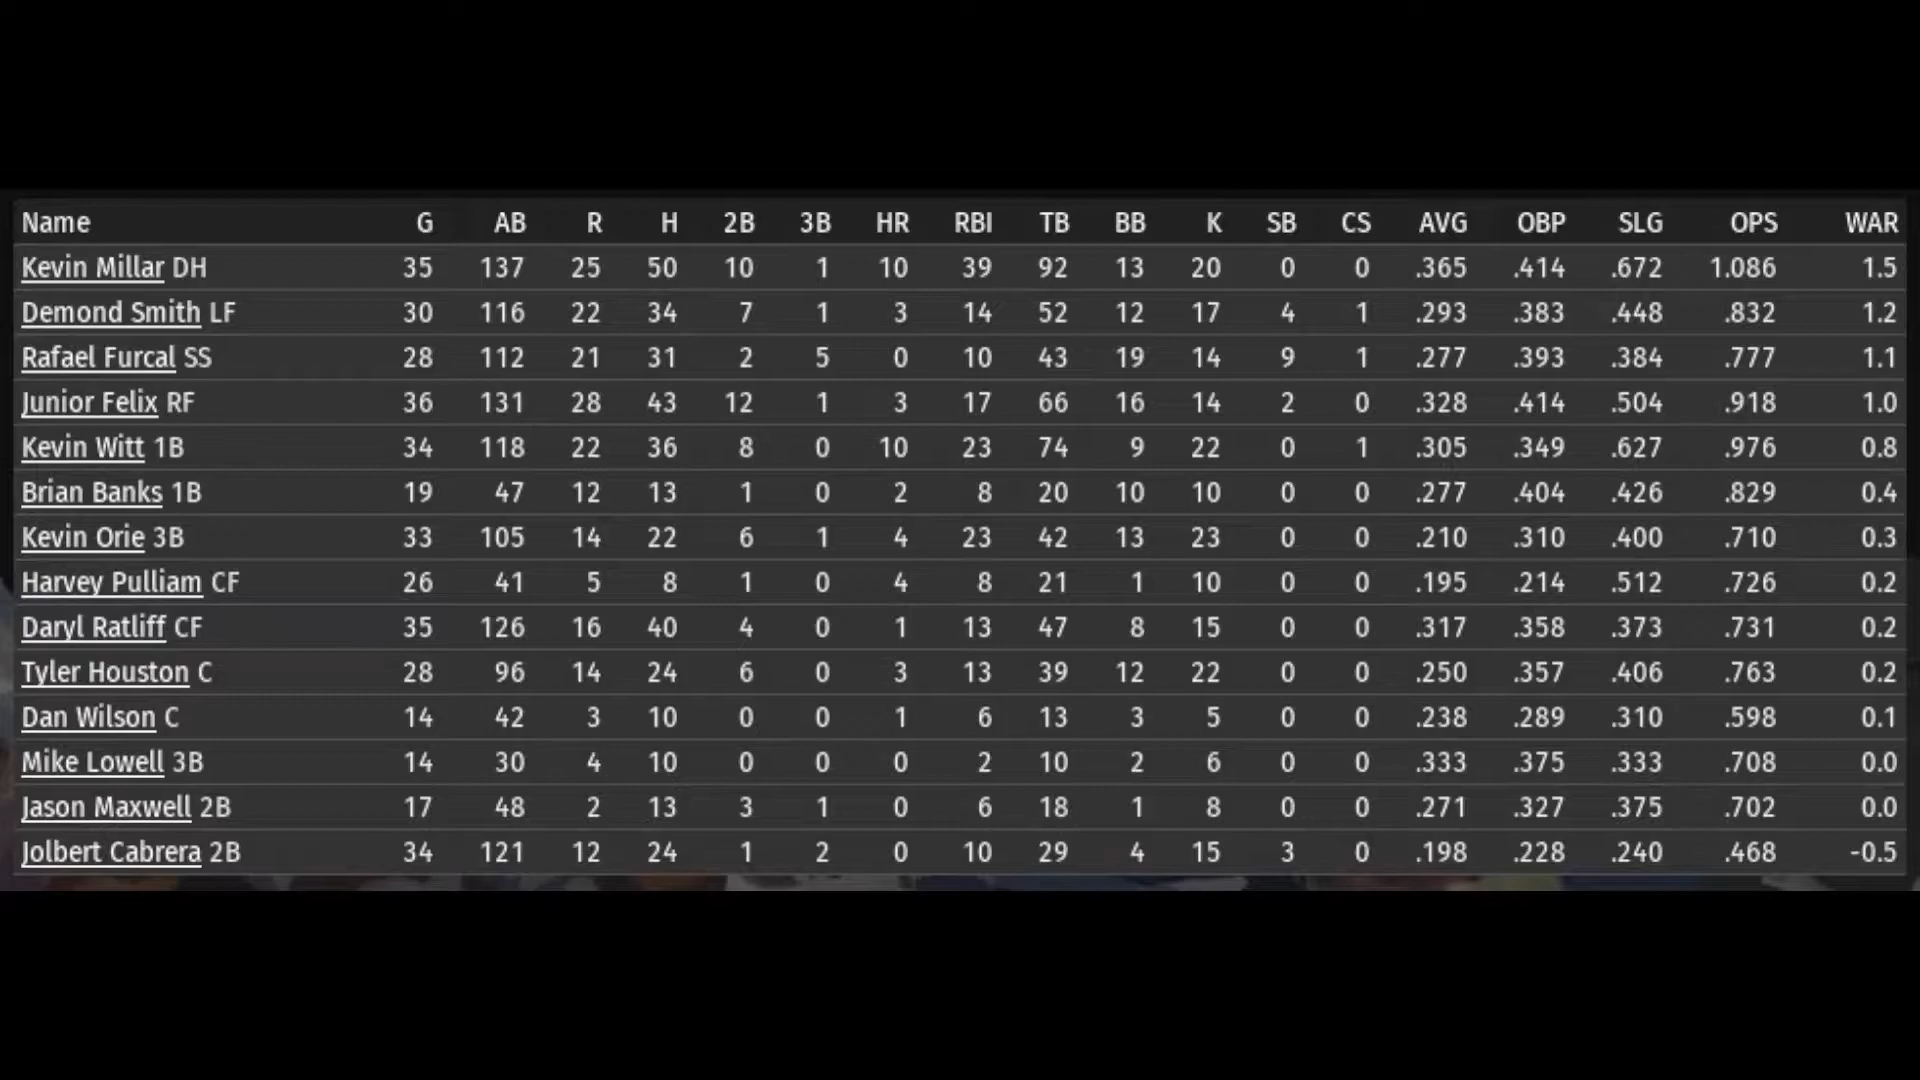 Name G AB R H 2B 3B HR RBI TB BB K SB CS AVG OBP SLG OPS WAR
Kevin Millar DH 35 137 25 50 10 1 10 39 92 13 20 0 0 .365 .414 .672 1.086 1.5
Demond Smith LF 30 116 22 34 7 1 3 14 52 12 17 4 1 .293 .383 .448 .832 1.2
Rafael Furcal SS 28 112 21 31 2 5 0 10 43 19 14 9 1 .277 .393 .384 .777 1.1
Junior Felix RF 36 131 28 43 12 1 3 17 66 16 14 2 0 .328 .414 .504 .918 1.0
Kevin Witt 1B 34 118 22 36 8 0 10 23 74 9 22 0 1 .305 .349 .627 .976 0.8
Brian Banks 1B 19 47 12 13 1 0 2 8 20 10 10 0 0 .277 .404 .426 .829 0.4
Kevin Orie 3B 33 105 14 22 6 1 4 23 42 13 23 0 0 .210 .310 .400 .710 0.3
Harvey Pulliam CF 26 41 5 8 1 0 4 8 21 1 10 0 0 .195 .214 .512 .726 0.2
Daryl Ratliff CF 35 126 16 40 4 0 1 13 47 8 15 0 0 .317 .358 .373 .731 0.2
Tyler Houston C 28 96 14 24 6 0 3 13 39 12 22 0 0 .250 .357 .406 .763 0.2
Dan Wilson C 14 42 3 10 0 0 1 6 13 3 5 0 0 .238 .289 .310 .598 0.1
Mike Lowell 3B 14 30 4 10 0 0 0 2 10 2 6 0 0 .333 .375 .333 .708 0.0
Jason Maxwell 2B 17 48 2 13 3 1 0 6 18 1 8 0 0 .271 .327 .375 .702 0.0
Jolbert Cabrera 2B 34 121 12 24 1 2 0 10 29 4 15 3 0 .198 .228 .240 .468 -0.5